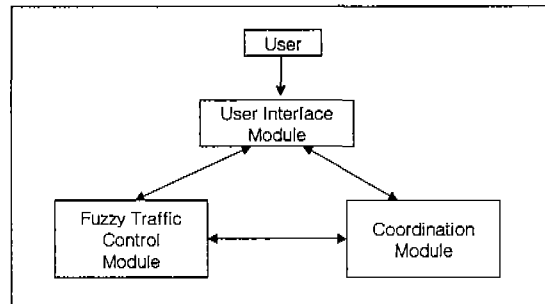 User
User Interface
Module
Fuzzy Traffic
Control
Module
Coordination
Module